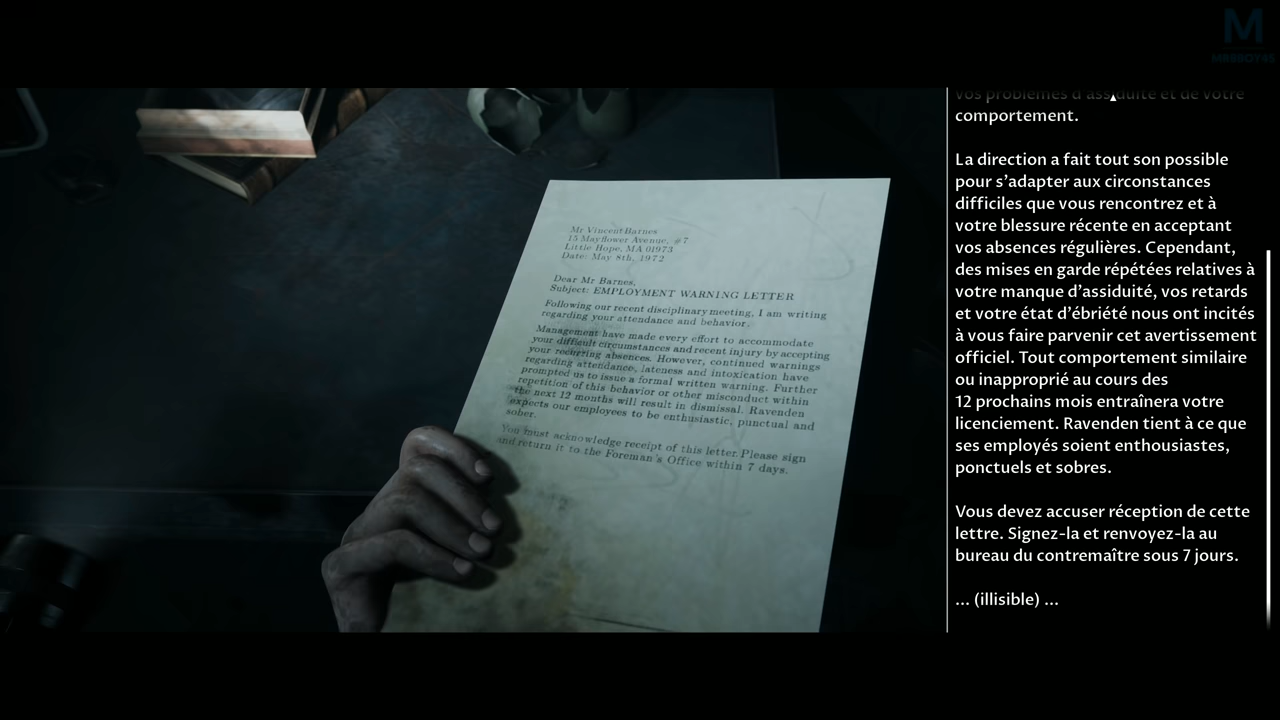 M
MRBBOY45
Mr Vincent Barnes
15 Mayflower Avenue, #7
Little Hope, MA 01973
Date: May 8th, 1972
Dear Mr Barnes,
Subject: EMPLOYMENT WARNING LETTER
Following our recent disciplinary meeting, I am writing
regarding your attendance and behavior.
Management have made every effort to accommodate
your difficult circumstances and recent injury by accepting
your recurring absences. However, continued warnings
regarding attendance, lateness and intoxication have
prompted us to issue a formal written warning. Further
repetition of this behavior or other misconduct within
the next 12 months will result in dismissal. Ravenden
expects our employees to be enthusiastic, punctual and
sober.
You must acknowledge receipt of this letter. Please sign
and return it to the Foreman's Office within 7 days.
vos problèmes d'assiduité et de votre
comportement.
La direction a fait tout son possible
pour s'adapter aux circonstances
difficiles que vous rencontrez et à
votre blessure récente en acceptant
vos absences régulières. Cependant,
des mises en garde répétées relatives à
votre manque d'assiduité, vos retards
et votre état d'ébriété nous ont incités
à vous faire parvenir cet avertissement
officiel. Tout comportement similaire
ou inapproprié au cours des
12 prochains mois entraînera votre
licenciement. Ravenden tient à ce que
ses employés soient enthousiastes,
ponctuels et sobres.
Vous devez accuser réception de cette
lettre. Signez-la et renvoyez-la au
bureau du contremaître sous 7 jours.
... (illisible) ...